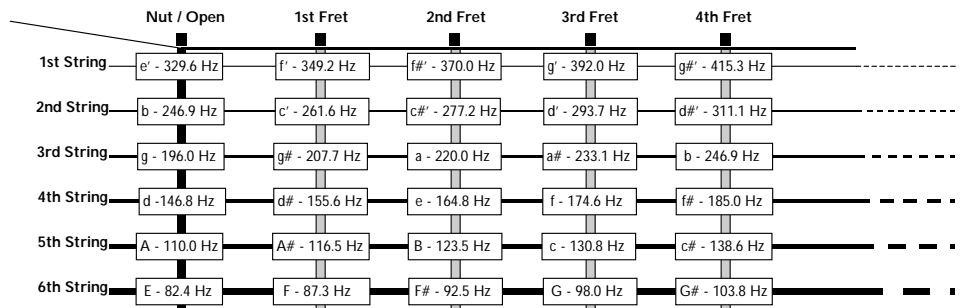 Nut / Open 1st Fret 2nd Fret 3rd Fret 4th Fret
1st String e' - 329.6 Hz f' - 349.2 Hz f#' - 370.0 Hz g' - 392.0 Hz g#' - 415.3 Hz
2nd String b - 246.9 Hz c' - 261.6 Hz c#' - 277.2 Hz d' - 293.7 Hz d#' - 311.1 Hz
3rd String g - 196.0 Hz g# - 207.7 Hz a - 220.0 Hz a# - 233.1 Hz b - 246.9 Hz
4th String d -146.8 Hz d# - 155.6 Hz e - 164.8 Hz f - 174.6 Hz f# - 185.0 Hz
5th String A - 110.0 Hz A# - 116.5 Hz B - 123.5 Hz c - 130.8 Hz c# - 138.6 Hz
6th String E - 82.4 Hz F - 87.3 Hz F# - 92.5 Hz G - 98.0 Hz G# - 103.8 Hz